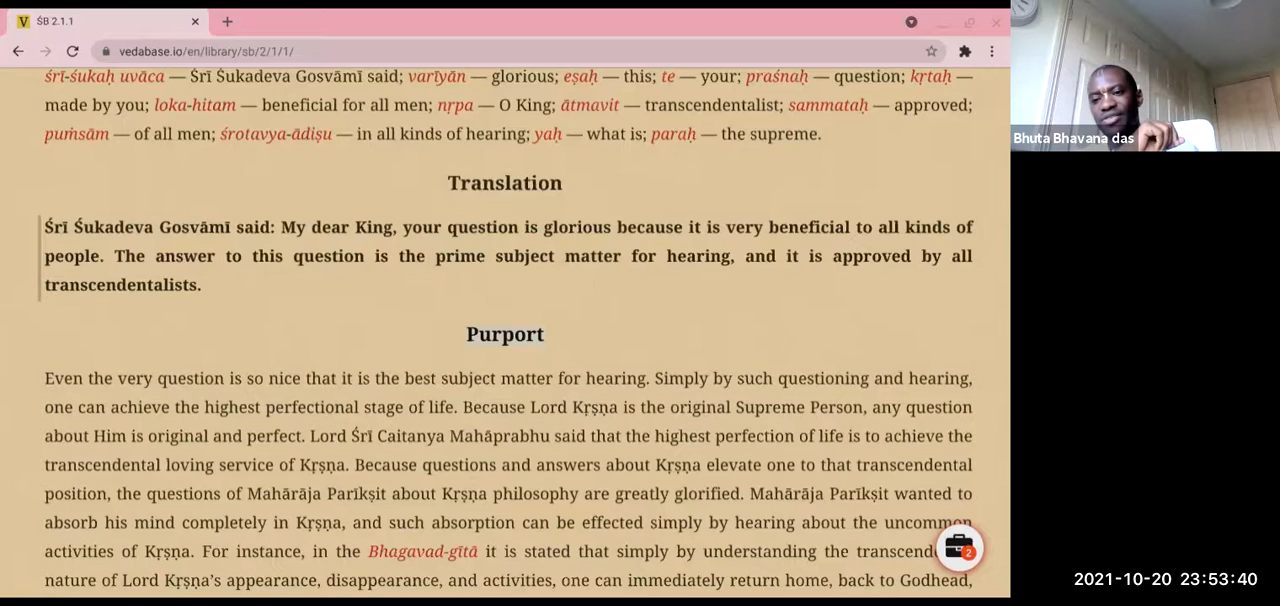 V ŚB 2.1.1
vedabase.io/en/library/sb/2/1/1/
śrī-śukaḥ uvāca — Śrī Śukadeva Gosvāmī said; varīyān — glorious; eṣaḥ — this; te — your; praśnaḥ — question; kṛtaḥ —
made by you; loka-hitam — beneficial for all men; nṛpa — O King; ātmavit — transcendentalist; sammataḥ — approved;
puṁsām — of all men; śrotavya-ādiṣu — in all kinds of hearing; yaḥ — what is; paraḥ — the supreme.
Translation
Śrī Śukadeva Gosvāmī said: My dear King, your question is glorious because it is very beneficial to all kinds of
people. The answer to this question is the prime subject matter for hearing, and it is approved by all
transcendentalists.
Purport
Even the very question is so nice that it is the best subject matter for hearing. Simply by such questioning and hearing,
one can achieve the highest perfectional stage of life. Because Lord Kṛṣṇa is the original Supreme Person, any question
about Him is original and perfect. Lord Śrī Caitanya Mahāprabhu said that the highest perfection of life is to achieve the
transcendental loving service of Kṛṣṇa. Because questions and answers about Kṛṣṇa elevate one to that transcendental
position, the questions of Mahārāja Parīkṣit about Kṛṣṇa philosophy are greatly glorified. Mahārāja Parīkṣit wanted to
absorb his mind completely in Kṛṣṇa, and such absorption can be effected simply by hearing about the uncommon
activities of Kṛṣṇa. For instance, in the Bhagavad-gītā it is stated that simply by understanding the
nature of Lord Kṛṣṇa's appearance, disappearance, and activities, one can immediately return home, back to Godhead,
2
Bhuta Bhavana das
2021-10-20 23:53:40